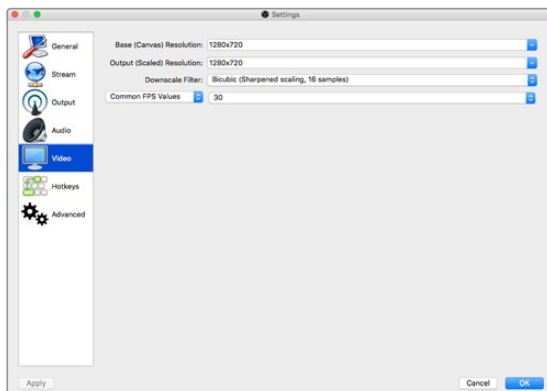 Settings
General
Stream
Output
Audio
Video
Hotkeys
Advanced
Base (Canvas) Resolution: 1280x720
Output (Scaled) Resolution: 1280x720
Downscale Filter: Bicubic (Sharpened scaling, 16 samples)
Common FPS Values 30
Apply
Cancel
OK